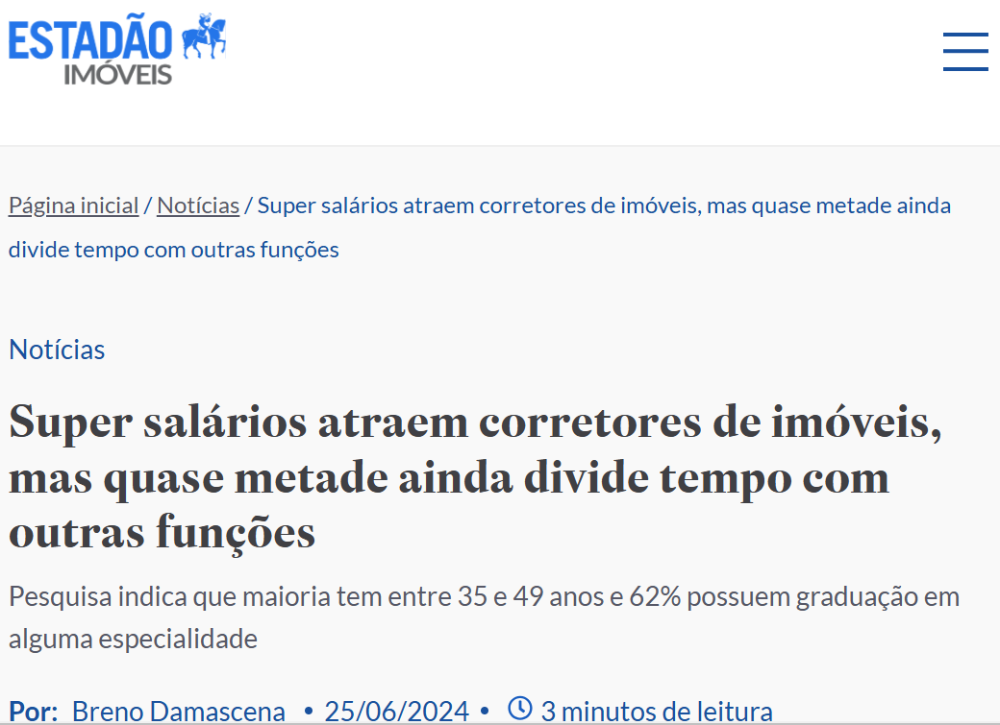 ESTADÃO
IMÓVEIS
Página inicial / Notícias / Super salários atraem corretores de imóveis, mas quase metade ainda
divide tempo com outras funções
Notícias
Super salários atraem corretores de imóveis,
mas quase metade ainda divide tempo com
outras funções
Pesquisa indica que maioria tem entre 35 e 49 anos e 62% possuem graduação em
alguma especialidade
Por: Breno Damascena • 25/06/2024 • 3 minutos de leitura